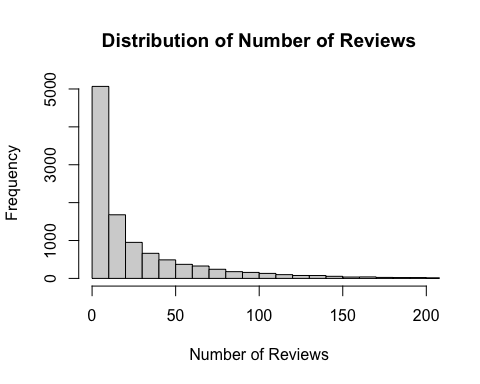 Distribution of Number of Reviews
Frequency
5000
3000
1000
0
0 50 100 150 200
Number of Reviews